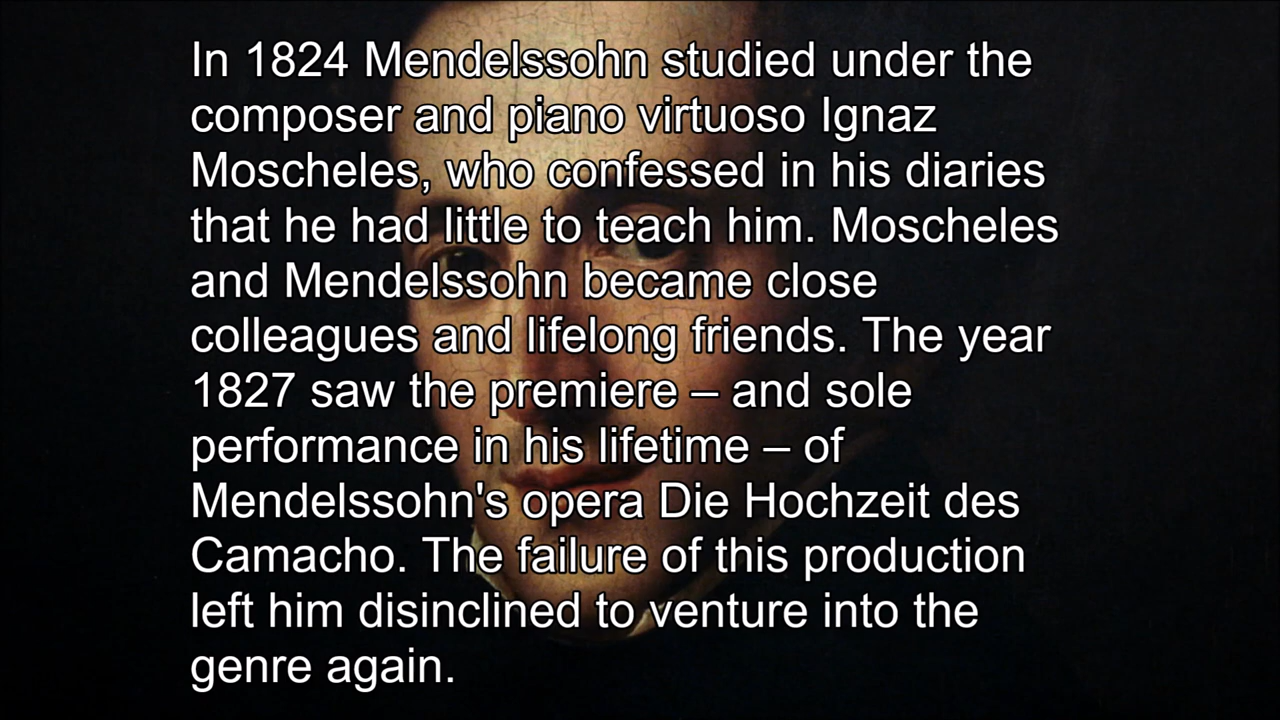 In 1824 Mendelssohn studied under the
composer and piano virtuoso Ignaz
Moscheles, who confessed in his diaries
that he had little to teach him. Moscheles
and Mendelssohn became close
colleagues and lifelong friends. The year
1827 saw the premiere – and sole
performance in his lifetime – of
Mendelssohn's opera Die Hochzeit des
Camacho. The failure of this production
left him disinclined to venture into the
genre again.